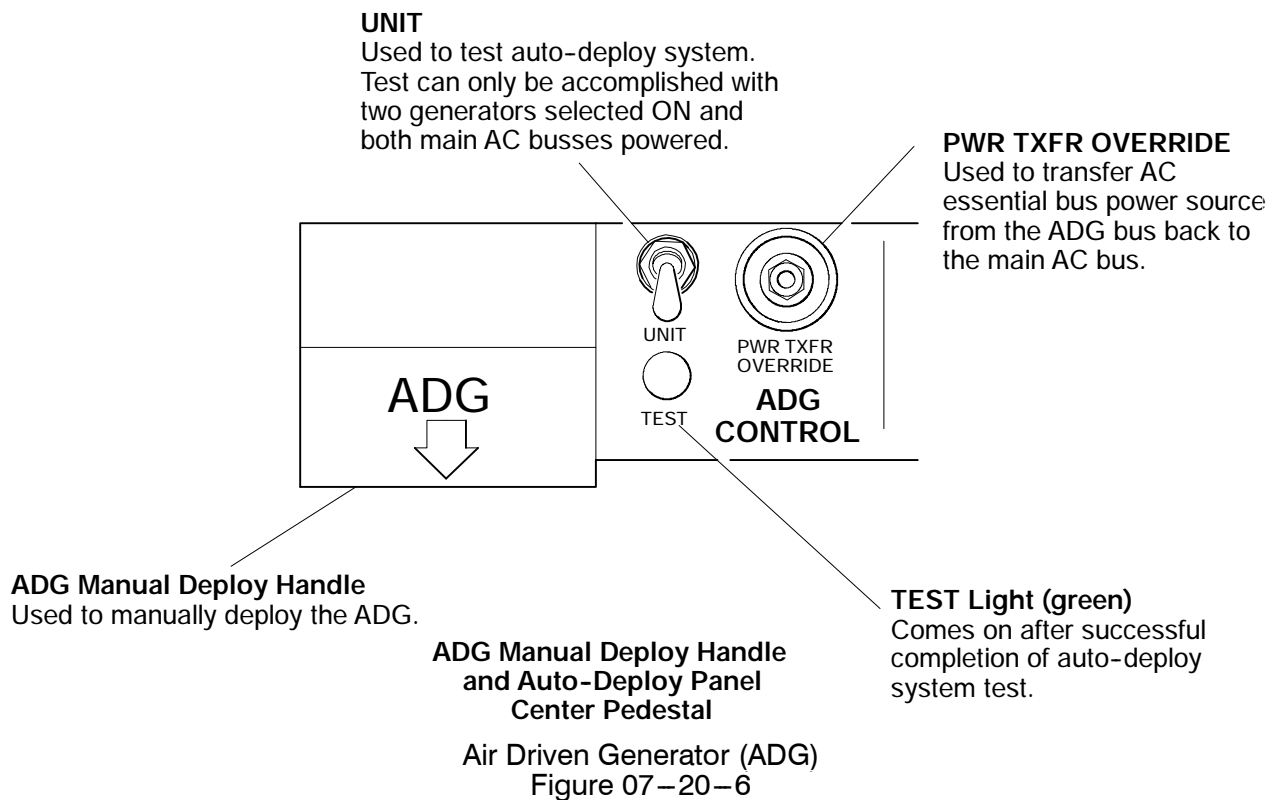 UNIT
Used to test auto-deploy system.
Test can only be accomplished with
two generators selected ON and
both main AC busses powered.
PWR TXFR OVERRIDE
Used to transfer AC
essential bus power source
from the ADG bus back to
the main AC bus.
UNIT
PWR TXFR
OVERRIDE
ADG
TEST
ADG
CONTROL
ADG Manual Deploy Handle
Used to manually deploy the ADG.
TEST Light (green)
Comes on after successful
completion of auto-deploy
system test.
ADG Manual Deploy Handle
and Auto-Deploy Panel
Center Pedestal
Air Driven Generator (ADG)
Figure 07-20-6